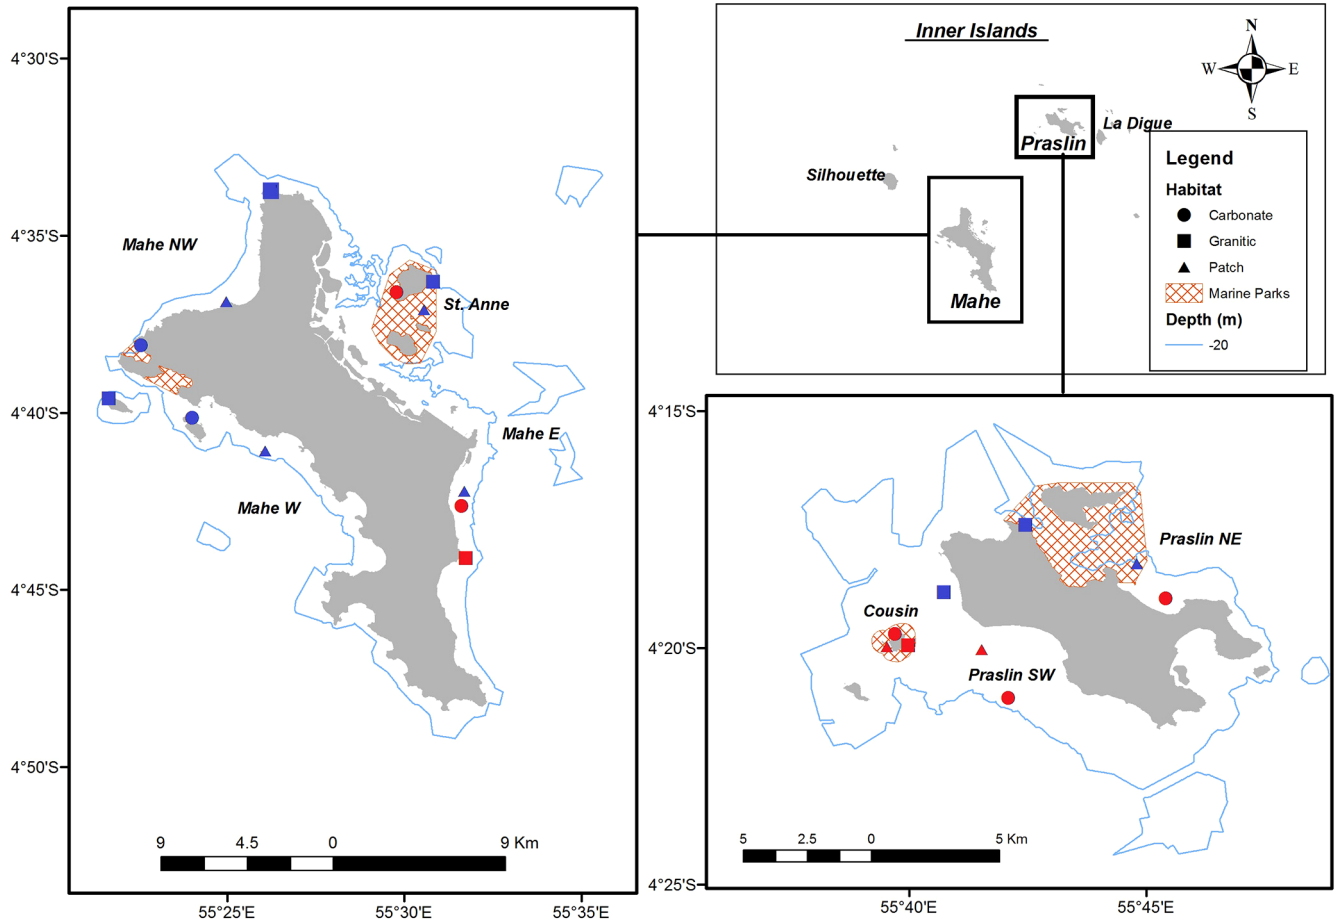 4°30'S
4°35'S
4°40'S
4°45'S
4°50'S
Mahe NW
St. Anne
Mahe E
Mahe W
9 4.5 0 9 Km
55°25'E 55°30'E 55°35'E
Inner Islands
N
W E
S
La Digue
Praslin
Silhouette
Mahe
Legend
Habitat
Carbonate
Granitic
Patch
Marine Parks
Depth (m)
-20
4°15'S
4°20'S
4°25'S
Praslin NE
Cousin
Praslin SW
5 2.5 0 5 Km
55°40'E 55°45'E